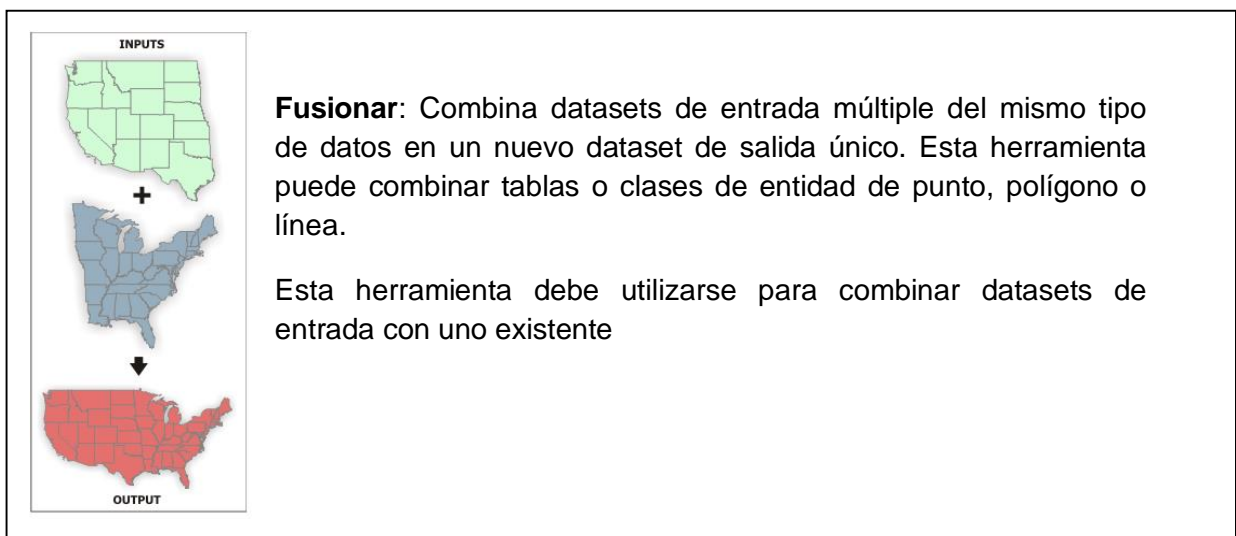 INPUTS
Fusionar: Combina datasets de entrada múltiple del mismo tipo
de datos en un nuevo dataset de salida único. Esta herramienta
puede combinar tablas o clases de entidad de punto, polígono o
línea.
Esta herramienta debe utilizarse para combinar datasets de
entrada con uno existente
OUTPUT